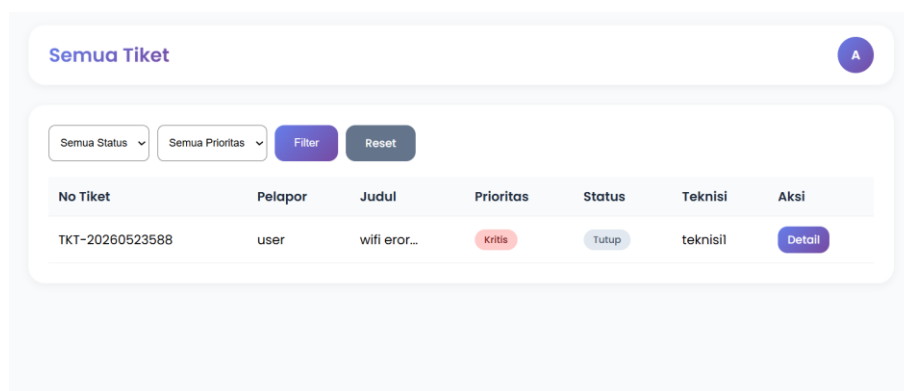 Semua Tiket
A
Semua Status Semua Prioritas Filter Reset
No Tiket Pelapor Judul Prioritas Status Teknisi Aksi
TKT-20260523588 user wifi eror... Kritis Tutup teknisi1 Detail